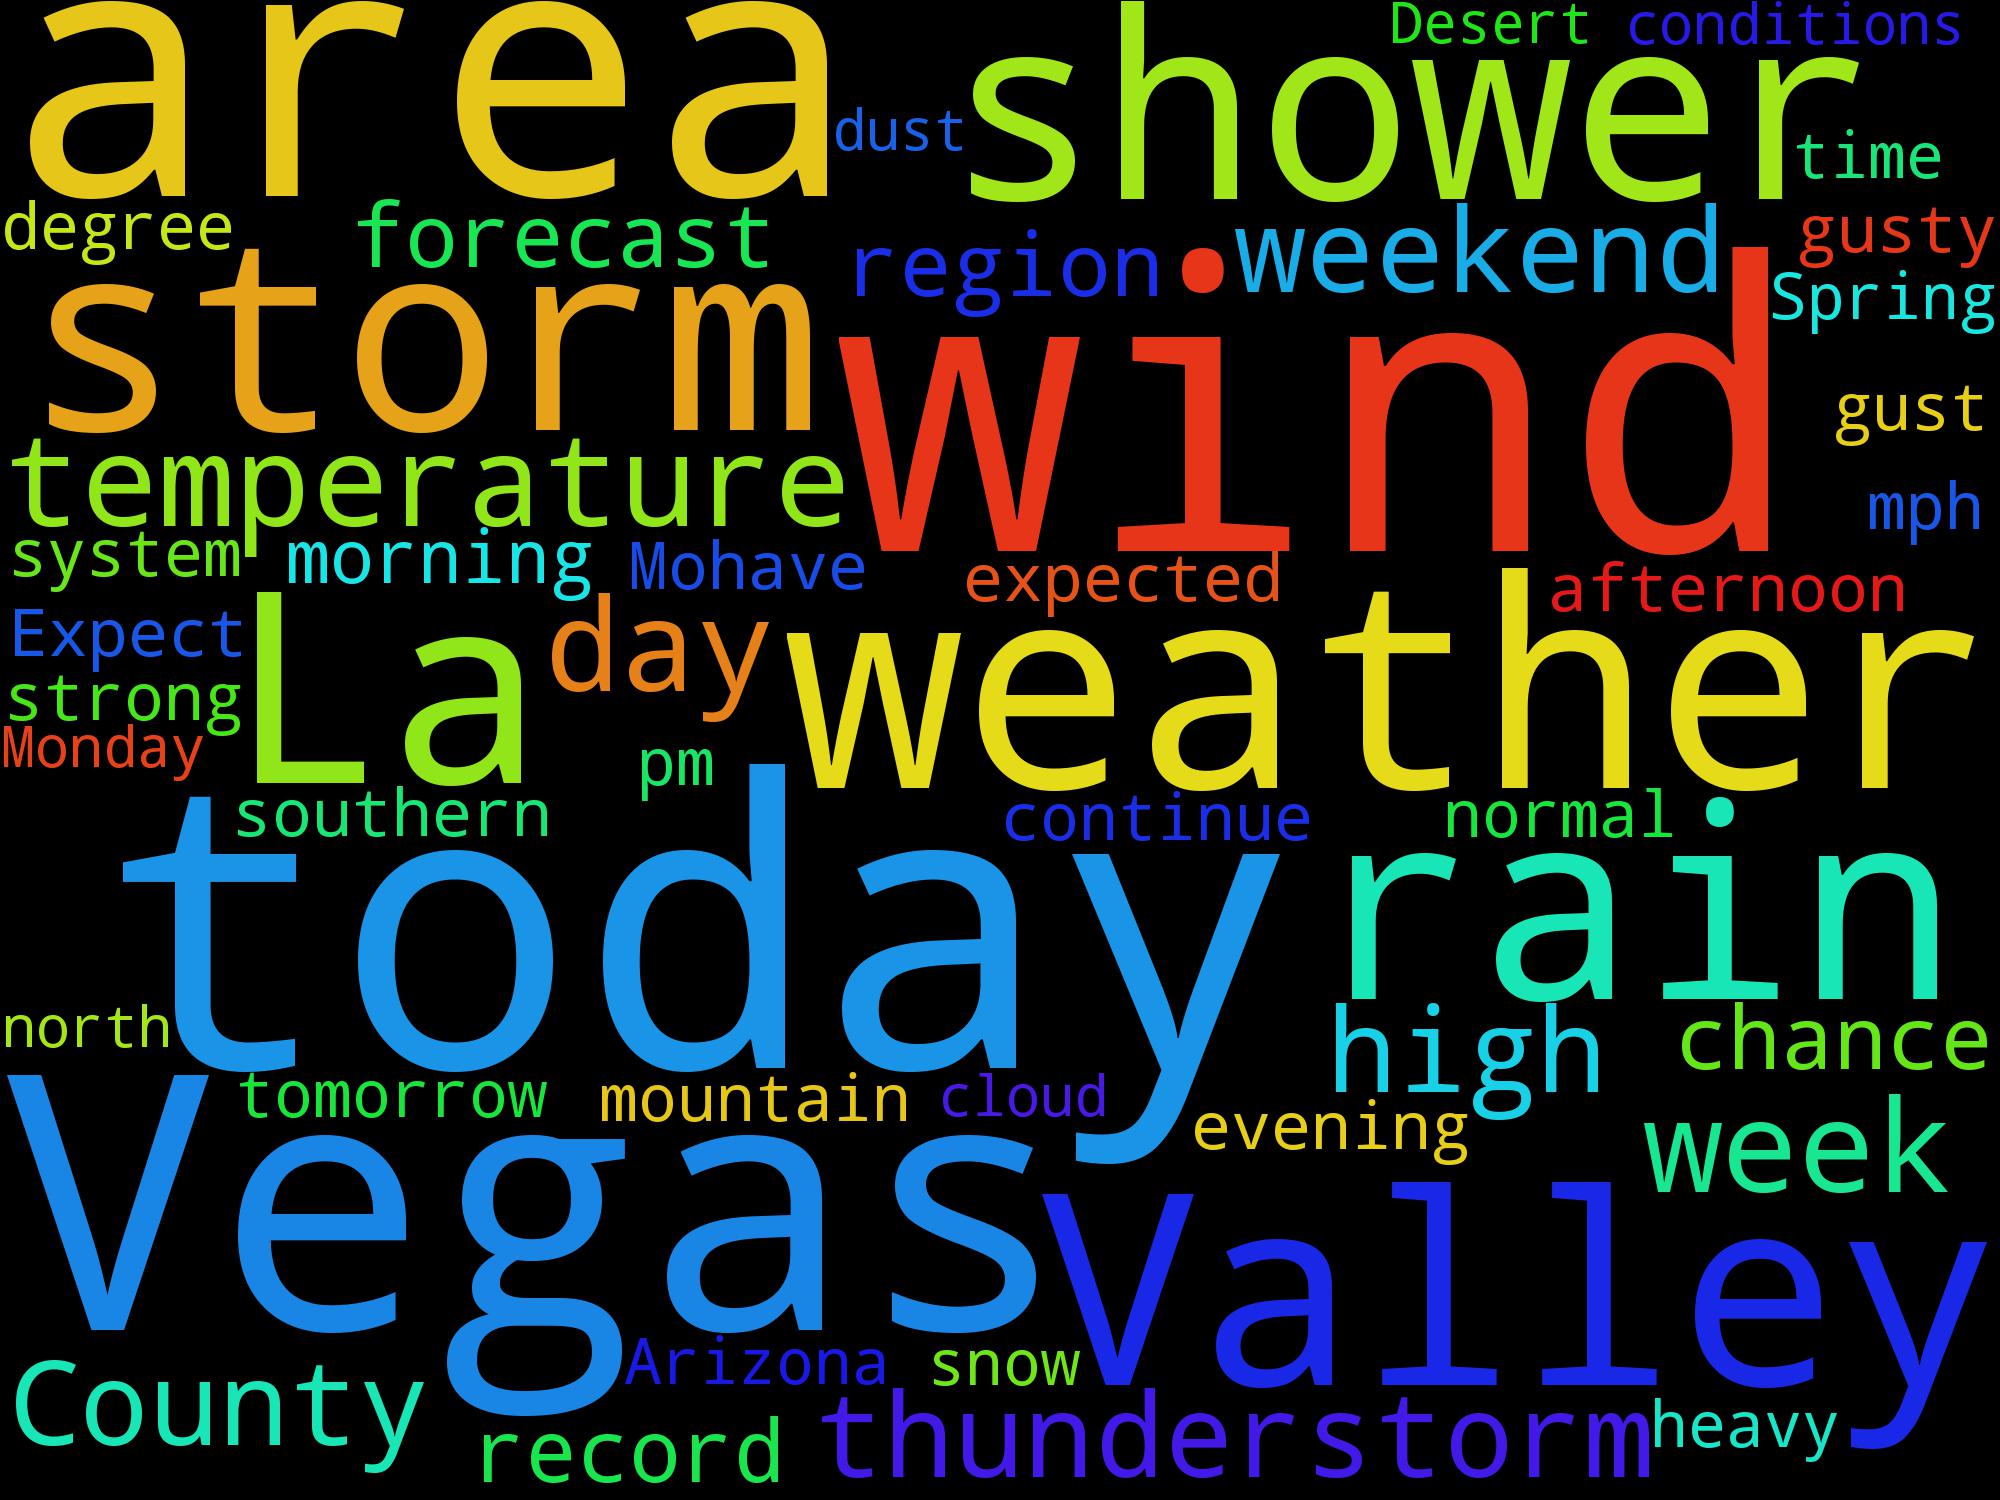 area
shower
Desert conditions
dust
time
degree
forecast
region
weekend
gusty
storm
wind
Spring
gust
temperature
mph
system
morning
Mohave
expected
afternoon
Expect
La
day
weather
strong
Monday
pm
southern
continue
normal
today
rain
north
high
chance
tomorrow
mountain
cloud
evening
week
Vegas
Valley
County
Arizona
snow
record
thunderstorm
heavy